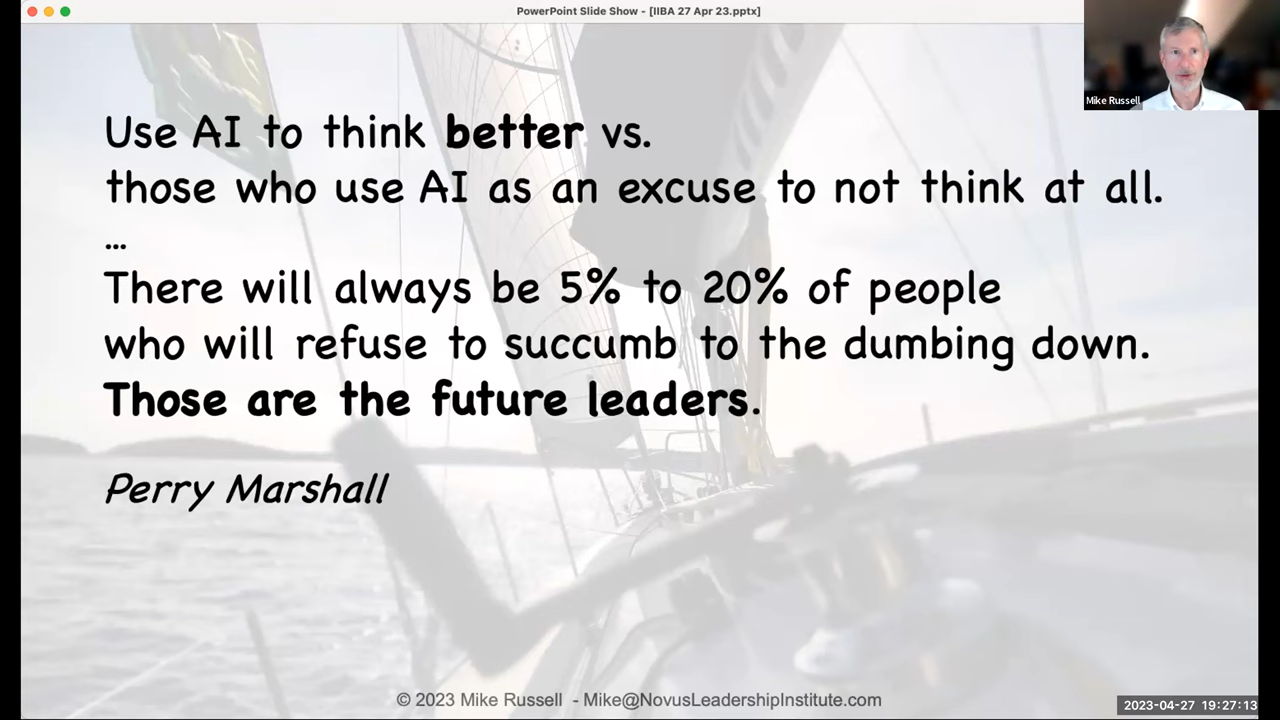 PowerPoint Slide Show - [IIBA 27 Apr 23.pptx]
Mike Russell
Use AI to think better vs.
those who use AI as an excuse to not think at all.
...
There will always be 5% to 20% of people
who will refuse to succumb to the dumbing down.
Those are the future leaders.
Perry Marshall
© 2023 Mike Russell - Mike@NovusLeadershipInstitute.com
2023-04-27 19:27:13